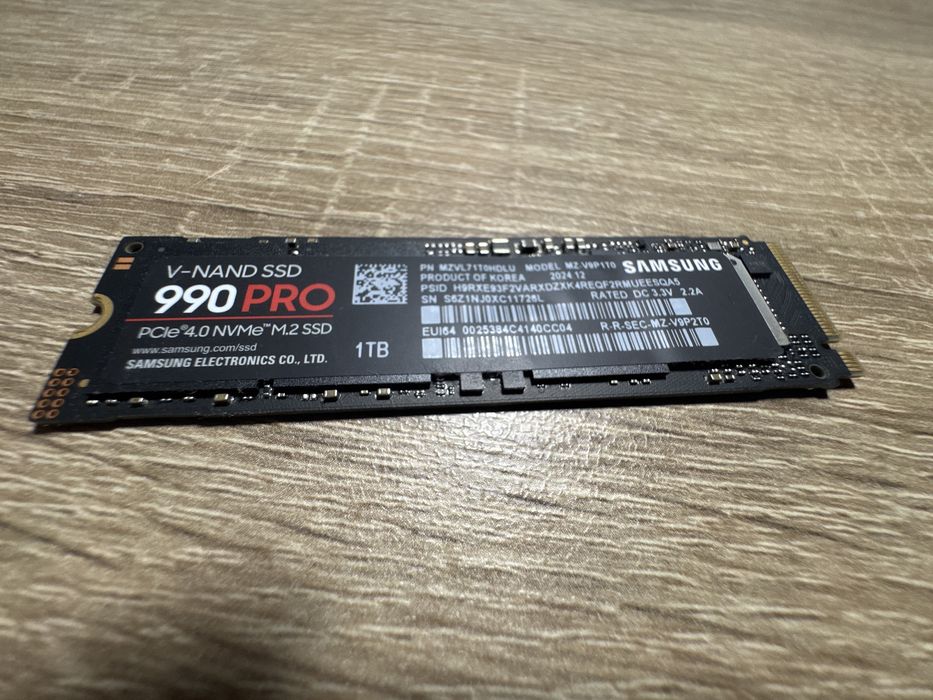 V-NAND SSD
990 PRO
PCIe® 4.0 NVMe™ M.2 SSD
www.samsung.com/ssd
SAMSUNG ELECTRONICS CO., LTD.
1TB
PN MZVL71T0HDLU MODEL MZ-V9P1T0
SAMSUNG
PRODUCT OF KOREA 2024.12
PSID H9RXE93F2VARXDZXK4REQF2RMUEESQA5
SN S6Z1NJ0XC11726L RATED DC 3.3V 2.2A
EUI64 0025384C4140CC04 R-R-SEC-MZ-V9P2T0